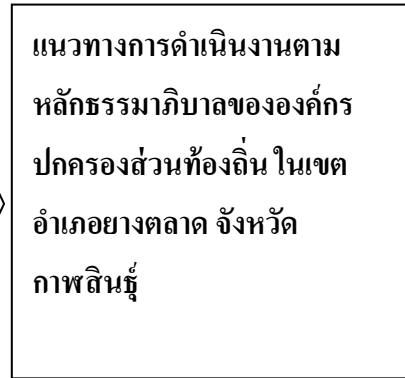 แนวทางการดำเนินงานตาม
หลักธรรมาภิบาลขององค์กร
ปกครองส่วนท้องถิ่น ในเขต
อำเภอยางตลาด จังหวัด
กาฬสินธุ์